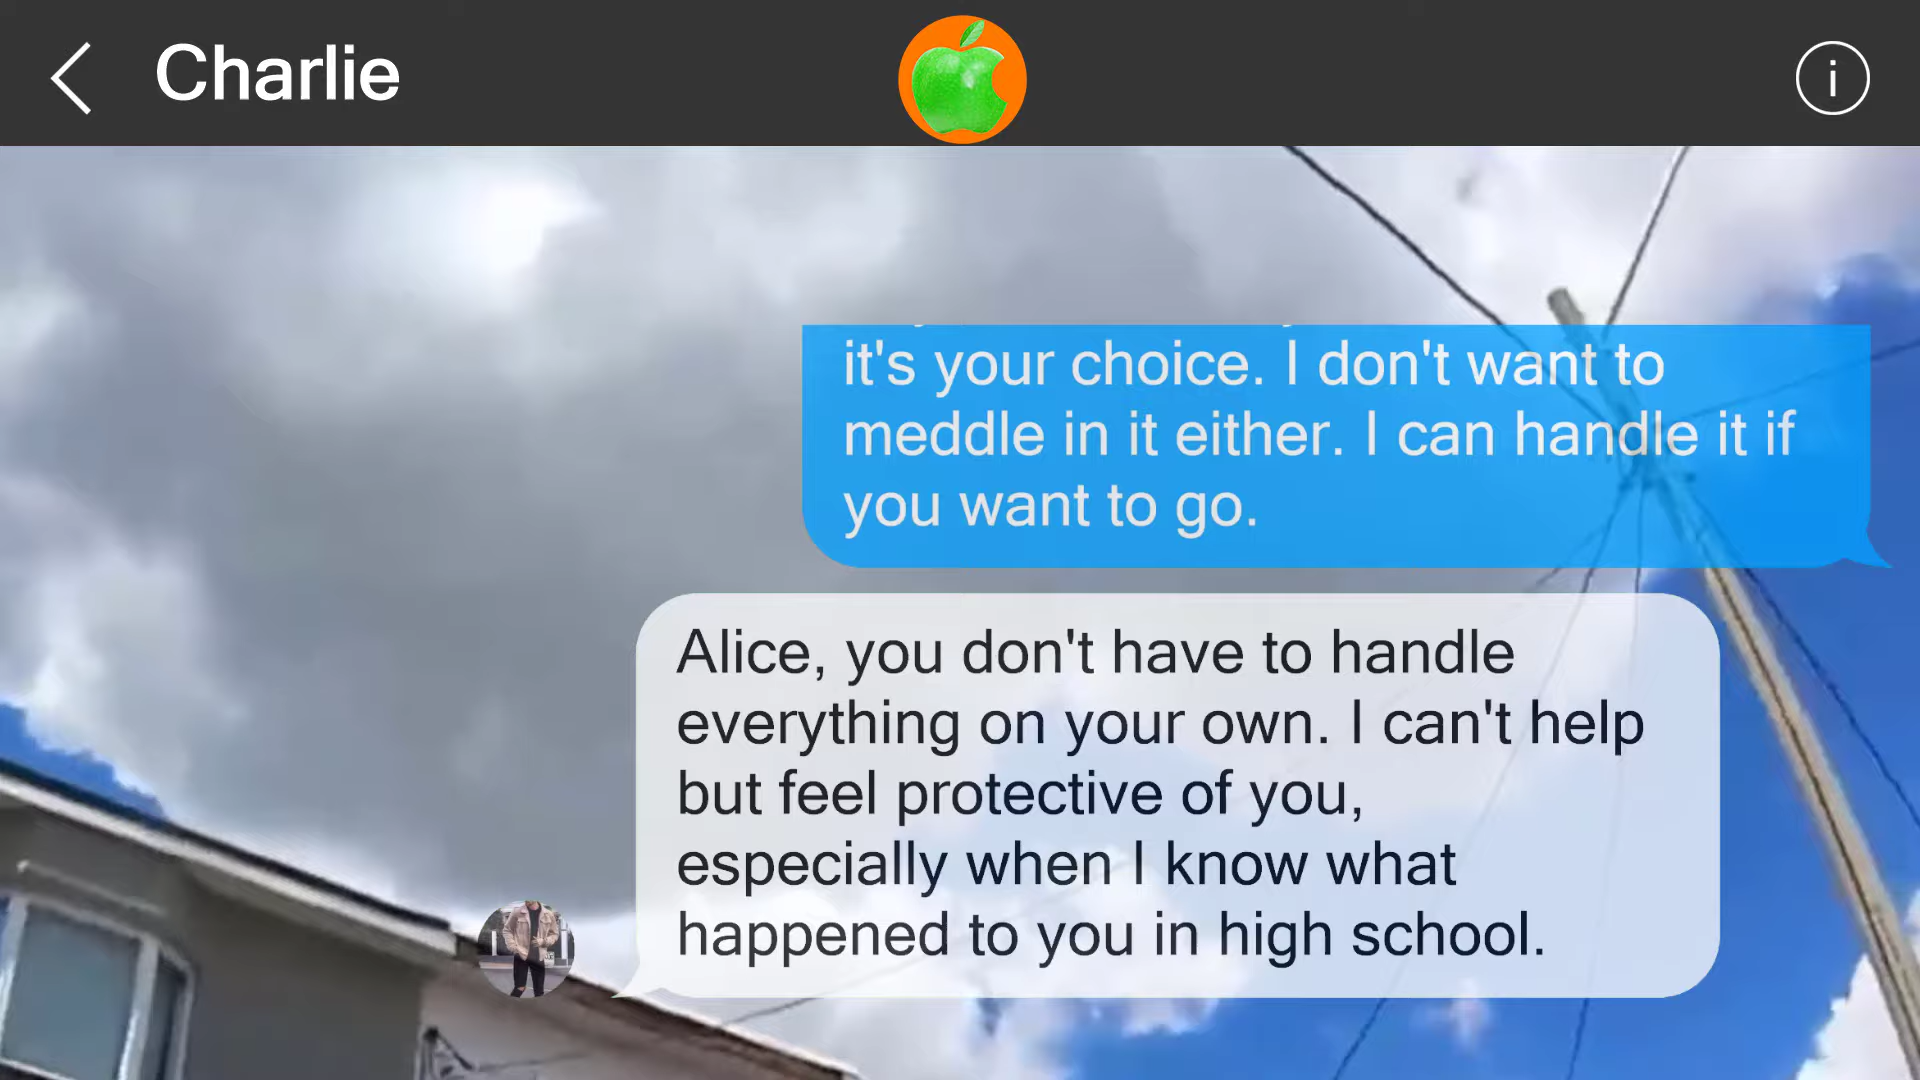 Charlie
it's your choice. I don't want to
meddle in it either. I can handle it if
you want to go.
Alice, you don't have to handle
everything on your own. I can't help
but feel protective of you,
especially when I know what
happened to you in high school.